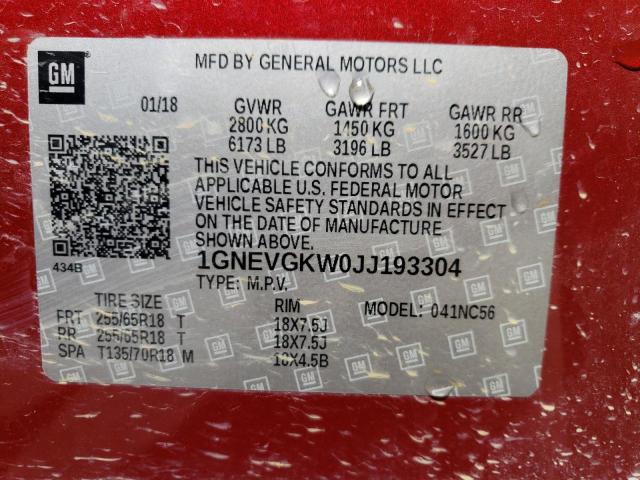 GM
MFD BY GENERAL MOTORS LLC
01/18 GVWR GAWR FRT GAWR RR
2800 KG 1450 KG 1600 KG
6173 LB 3196 LB 3527 LB
THIS VEHICLE CONFORMS TO ALL
APPLICABLE U.S. FEDERAL MOTOR
VEHICLE SAFETY STANDARDS IN EFFECT
ON THE DATE OF MANUFACTURE
SHOWN ABOVE.
434B
1GNEVGKW0JJ193304
TYPE: M.P.V.
TIRE SIZE RIM MODEL: 041NC56
FRT 255/65R18 T 18X7.5J
RR 255/65R18 T 18X7.5J
SPA T135/70R18 M 18X4.5B